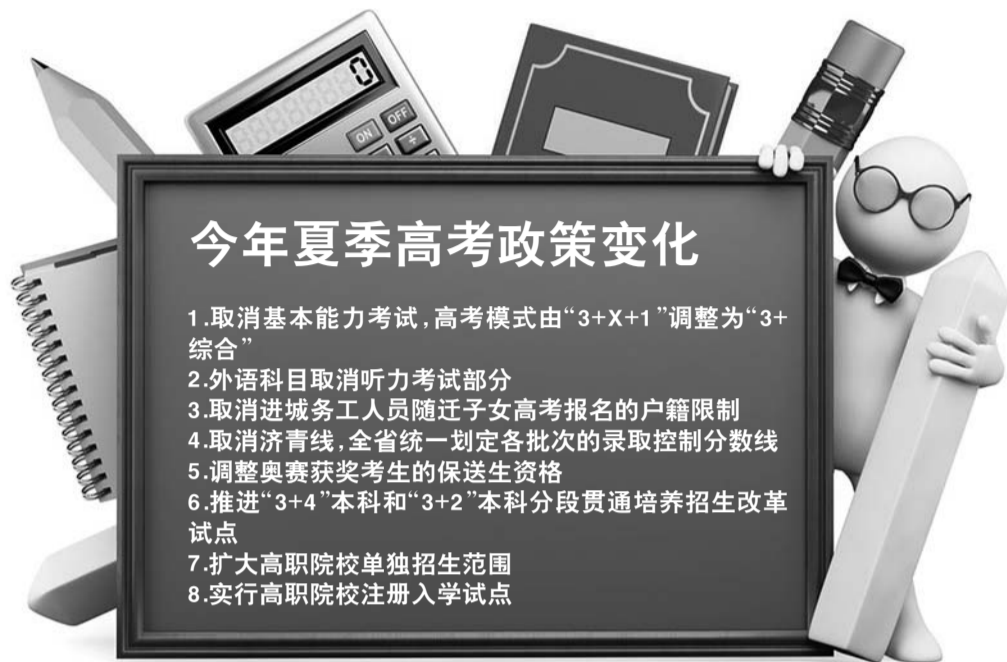 0
ON
OFF
÷
今年夏季高考政策变化
1.取消基本能力考试,高考模式由“3+X+1”调整为“3+
综合”
2.外语科目取消听力考试部分
3.取消进城务工人员随迁子女高考报名的户籍限制
4.取消济青线,全省统一划定各批次的录取控制分数线
5.调整奥赛获奖考生的保送生资格
6.推进“3+4”本科和“3+2”本科分段贯通培养招生改革
试点
7.扩大高职院校单独招生范围
8.实行高职院校注册入学试点